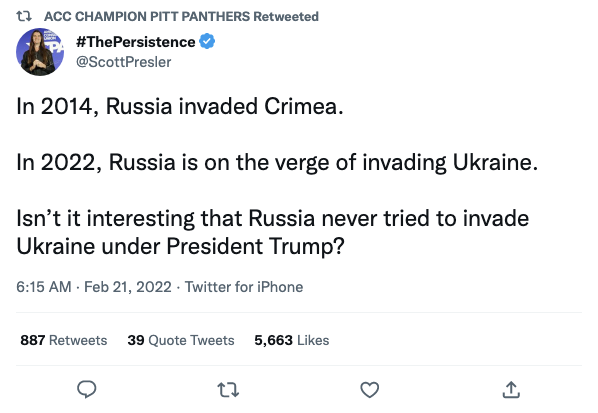 ACC CHAMPION PITT PANTHERS Retweeted
#ThePersistence
@ScottPresler
In 2014, Russia invaded Crimea.
In 2022, Russia is on the verge of invading Ukraine.
Isn’t it interesting that Russia never tried to invade
Ukraine under President Trump?
6:15 AM · Feb 21, 2022 · Twitter for iPhone
887 Retweets 39 Quote Tweets 5,663 Likes